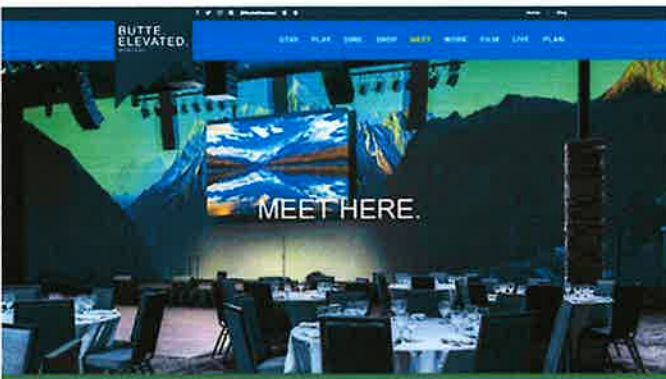 Home Blog
BUTTE.
ELEVATED.
STAY PLAY DINE SHOP MEET WORK FILM LIVE PLAN
MEET HERE.